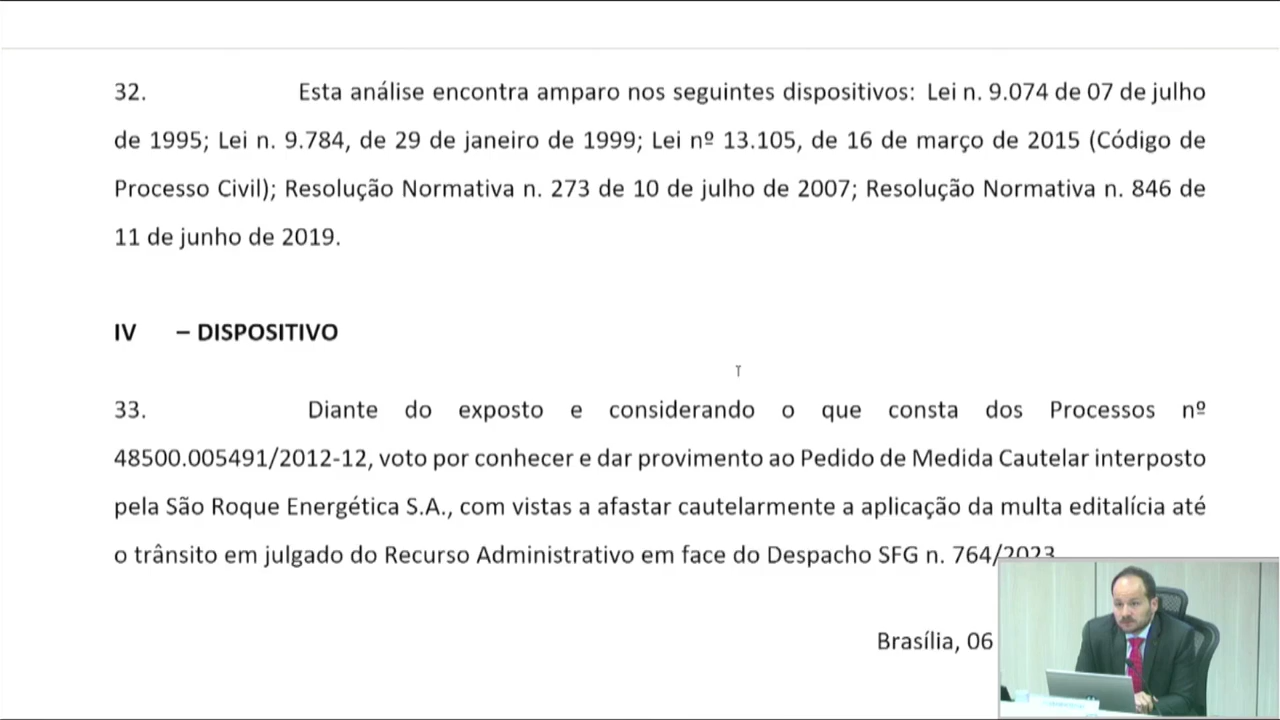 32. Esta análise encontra amparo nos seguintes dispositivos: Lei n. 9.074 de 07 de julho
de 1995; Lei n. 9.784, de 29 de janeiro de 1999; Lei nº 13.105, de 16 de março de 2015 (Código de
Processo Civil); Resolução Normativa n. 273 de 10 de julho de 2007; Resolução Normativa n. 846 de
11 de junho de 2019.
IV – DISPOSITIVO
33. Diante do exposto e considerando o que consta dos Processos nº
48500.005491/2012-12, voto por conhecer e dar provimento ao Pedido de Medida Cautelar interposto
pela São Roque Energética S.A., com vistas a afastar cautelarmente a aplicação da multa editalícia até
o trânsito em julgado do Recurso Administrativo em face do Despacho SFG n. 764/2023
Brasília, 06